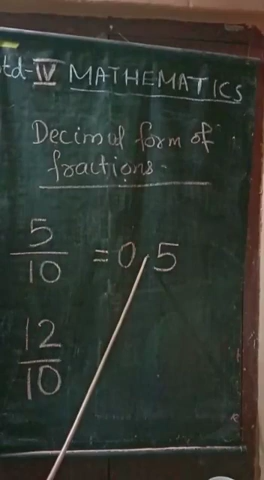 td-IV MATHEMATICS
Decimal form of
fractions.
5/10 = 0.5
12/10